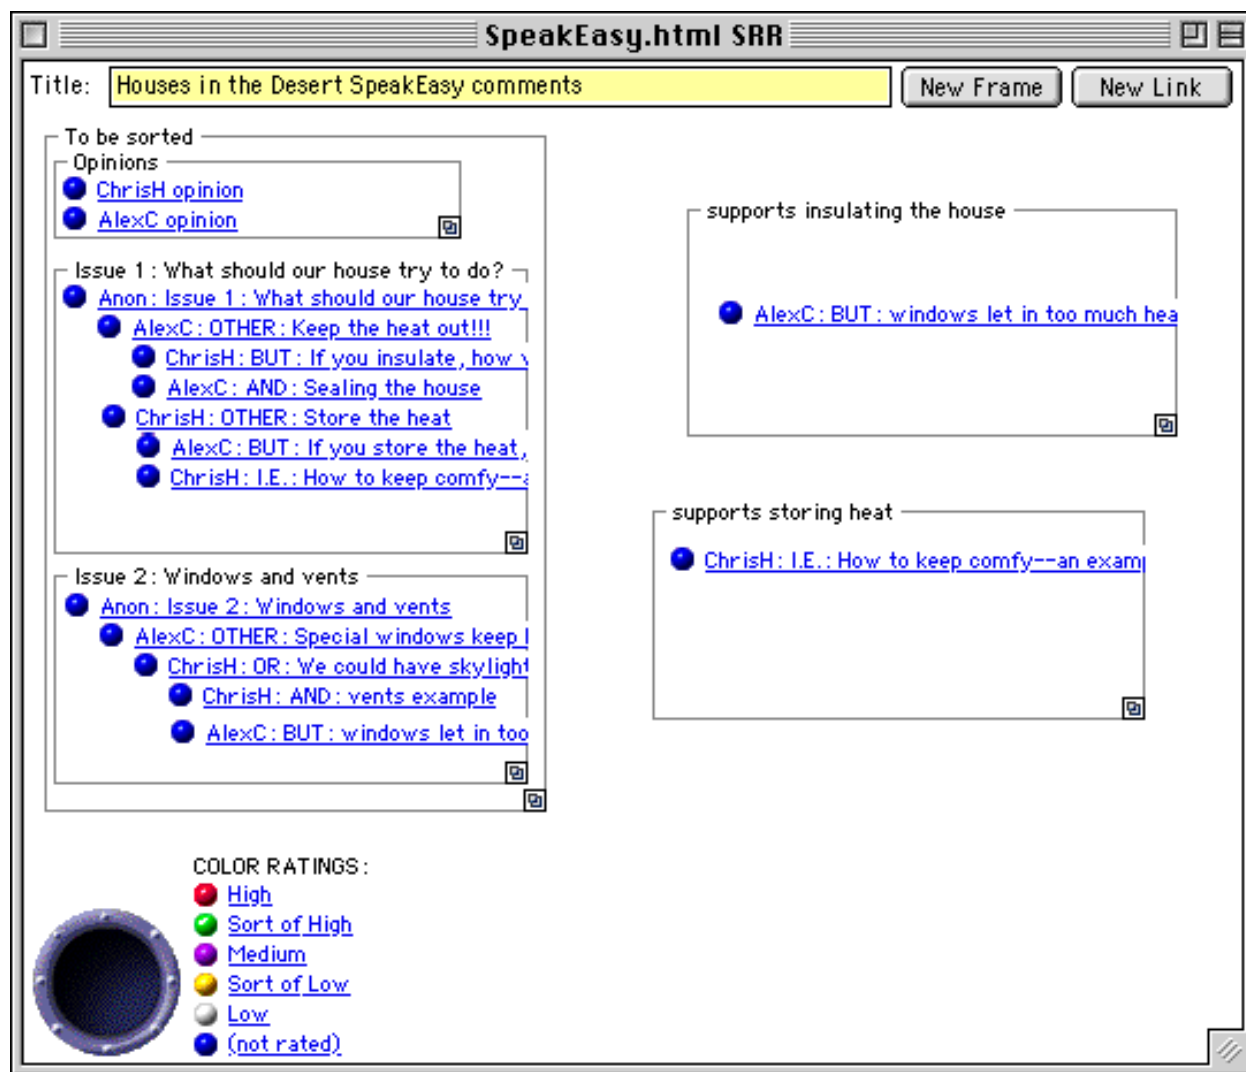 SpeakEasy.html SRR
Title: Houses in the Desert SpeakEasy comments New Frame New Link
To be sorted
Opinions
ChrisH opinion
AlexC opinion
Issue 1: What should our house try to do?
Anon: Issue 1: What should our house try
AlexC: OTHER: Keep the heat out!!!
ChrisH: BUT: If you insulate, how
AlexC: AND: Sealing the house
ChrisH: OTHER: Store the heat
AlexC: BUT: If you store the heat,
ChrisH: I.E.: How to keep comfy--
Issue 2: Windows and vents
Anon: Issue 2: Windows and vents
AlexC: OTHER: Special windows keep
ChrisH: OR: We could have skylight
ChrisH: AND: vents example
AlexC: BUT: windows let in too
supports insulating the house
AlexC: BUT: windows let in too much hea
supports storing heat
ChrisH: I.E.: How to keep comfy--an exam
COLOR RATINGS:
High
Sort of High
Medium
Sort of Low
Low
(not rated)